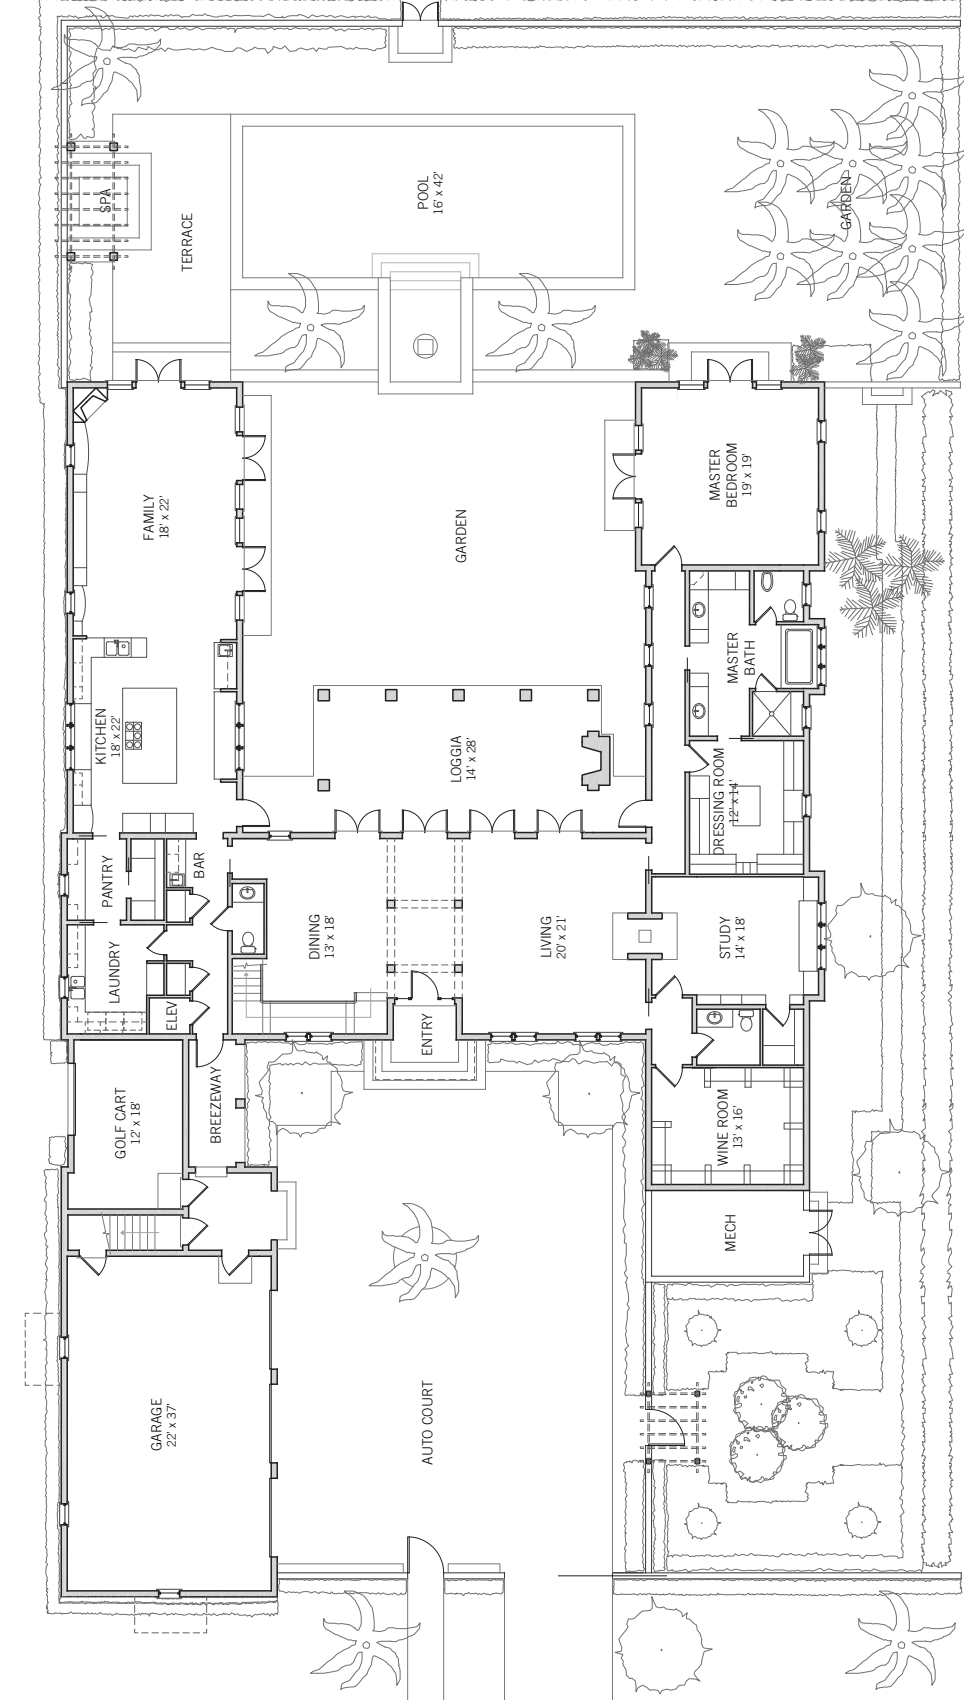 SPA
TERRACE
POOL
16' x 42'
GARDEN
FAMILY
18' x 22'
GARDEN
MASTER
BEDROOM
19' x 19'
KITCHEN
18' x 22'
LOGGIA
14' x 28'
MASTER
BATH
DRESSING ROOM
12' x 14'
PANTRY
BAR
LAUNDRY
ELEV
DINING
13' x 18'
LIVING
20' x 21'
STUDY
14' x 18'
ENTRY
GOLF CART
12' x 18'
BREEZEWAY
WINE ROOM
13' x 16'
MECH
GARAGE
22' x 37'
AUTO COURT